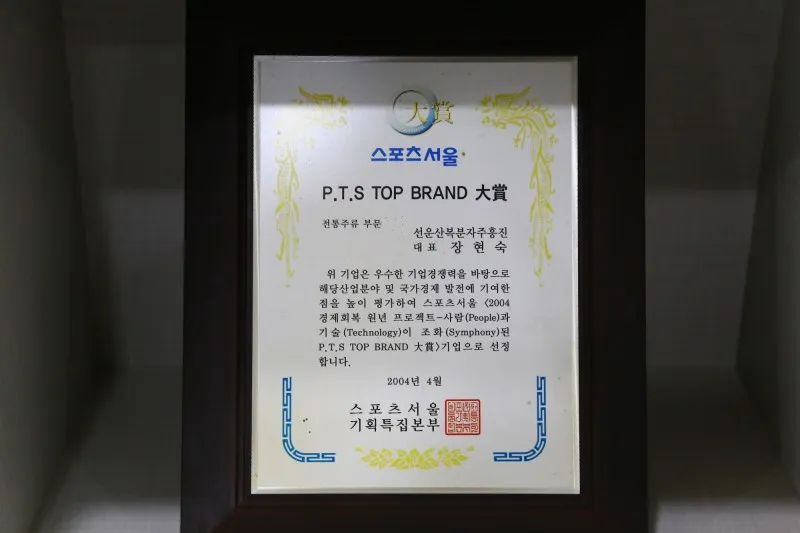 大賞
스포츠서울
P.T.S TOP BRAND 大賞
전통주류 부문
선운산복분자주흥진
대표 장현숙
위 기업은 우수한 기업경쟁력을 바탕으로
해당산업분야 및 국가경제 발전에 기여한
점을 높이 평가하여 스포츠서울 〈2004
경제회복 원년 프로젝트-사람(People)과
기술(Technology)이 조화(Symphony)된
P.T.S TOP BRAND 大賞〉기업으로 선정
합니다.
2004년 4월
스포츠서울
기획특집본부